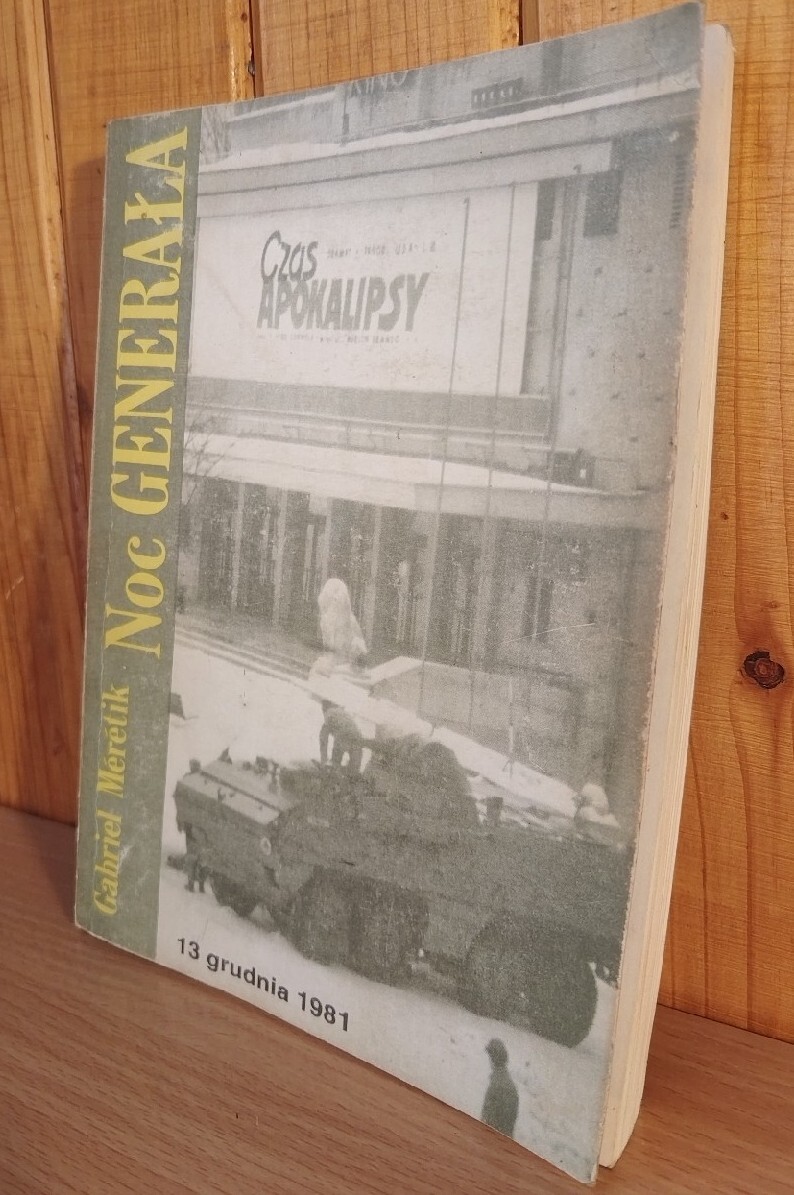 Gabriel Mérétik
Noc GENERAŁA
KINO
Czas
APOKALIPSY
13 grudnia 1981